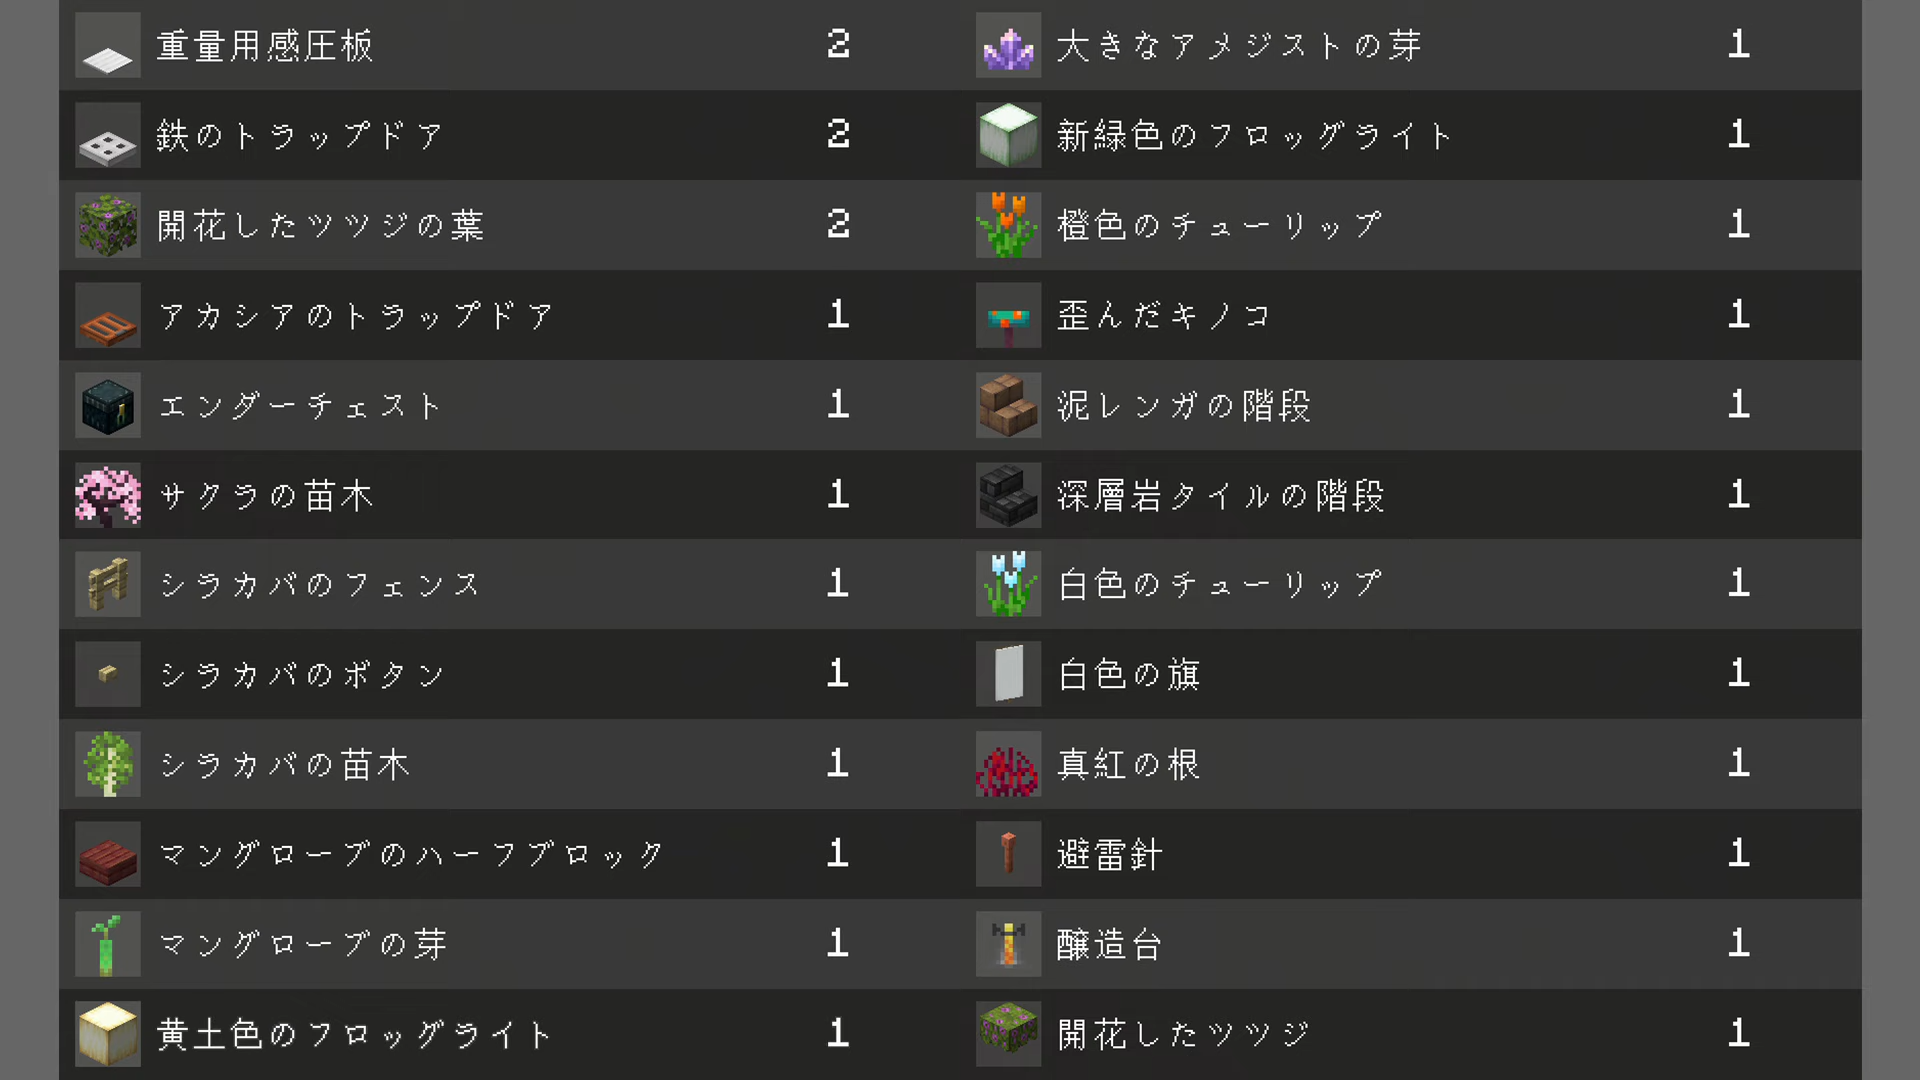 重量用感圧板 2
鉄のトラップドア 2
開花したツツジの葉 2
アカシアのトラップドア 1
エンダーチェスト 1
サクラの苗木 1
シラカバのフェンス 1
シラカバのボタン 1
シラカバの苗木 1
マングローブのハーフブロック 1
マングローブの芽 1
黄土色のフロッグライト 1
大きなアメジストの芽 1
新緑色のフロッグライト 1
橙色のチューリップ 1
歪んだキノコ 1
泥レンガの階段 1
深層岩タイルの階段 1
白色のチューリップ 1
白色の旗 1
真紅の根 1
避雷針 1
醸造台 1
開花したツツジ 1